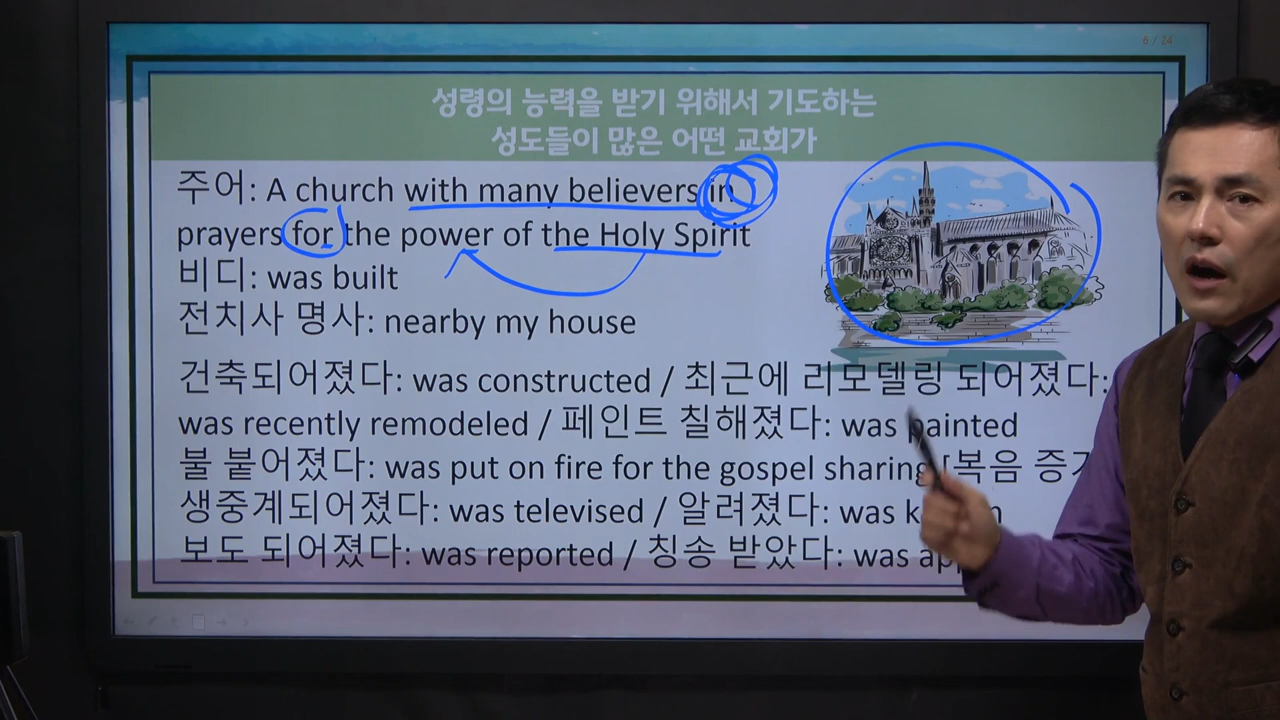 6 / 24
성령의 능력을 받기 위해서 기도하는
성도들이 많은 어떤 교회가
주어: A church with many believers in
prayers for the power of the Holy Spirit
비디: was built
전치사 명사: nearby my house
건축되어졌다: was constructed / 최근에 리모델링 되어졌다:
was recently remodeled / 페인트 칠해졌다: was painted
불 붙어졌다: was put on fire for the gospel sharing [복음
생중계되어졌다: was televised / 알려졌다: was
보도 되어졌다: was reported / 칭송 받았다: was